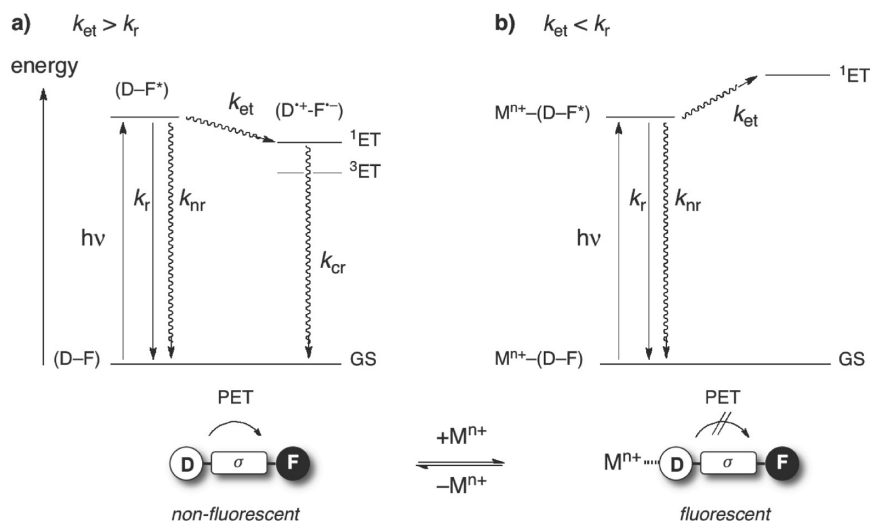 a) k_et > k_r
energy
(D–F*)
k_et
(D•+-F•−)
¹ET
³ET
k_r
k_nr
hν
k_cr
(D–F)
GS
PET
D
σ
F
non-fluorescent
+Mⁿ⁺
−Mⁿ⁺
b) k_et < k_r
¹ET
Mⁿ⁺–(D–F*)
k_et
k_r
k_nr
hν
Mⁿ⁺–(D–F)
GS
PET
Mⁿ⁺
D
σ
F
fluorescent